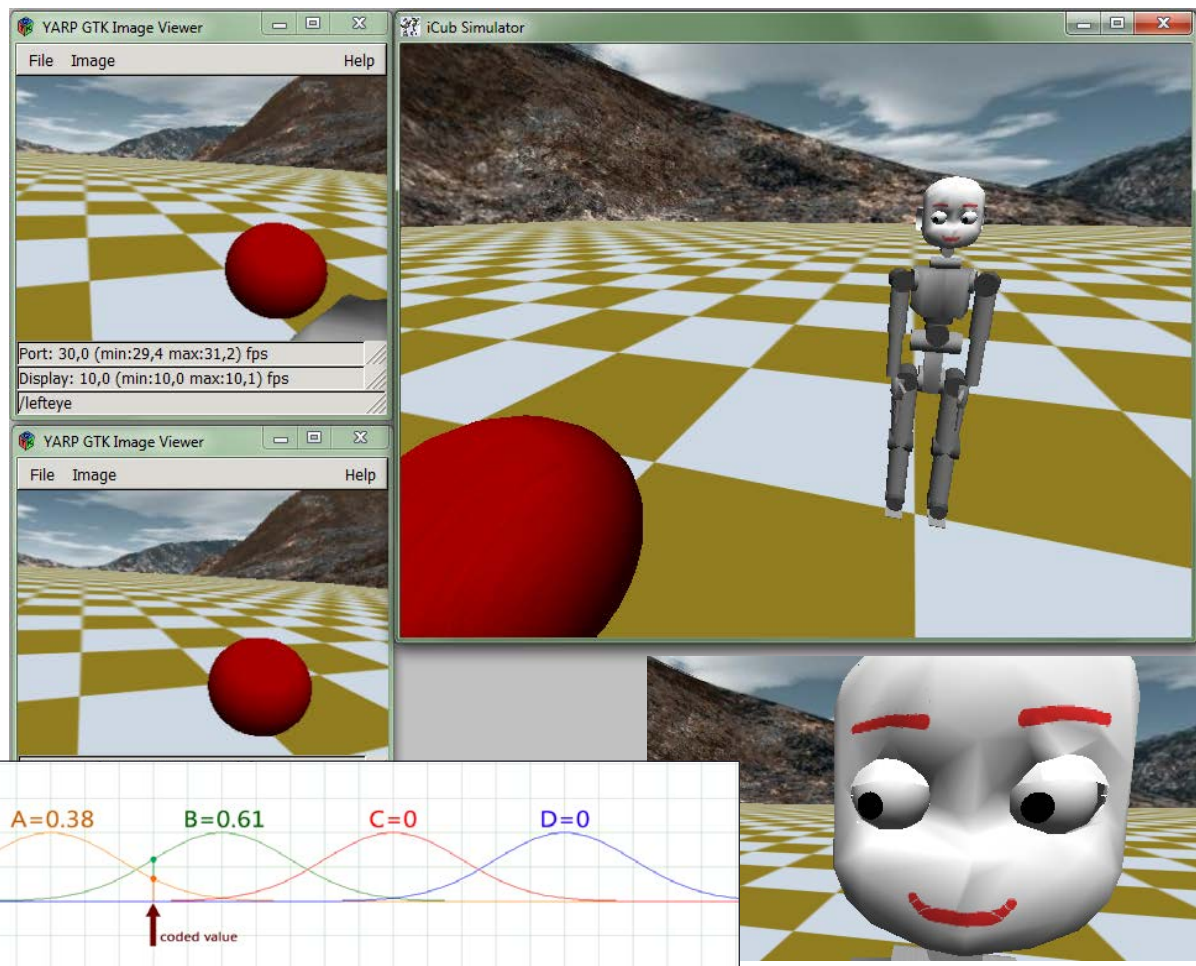 YARP GTK Image Viewer
File Image Help
Port: 30,0 (min:29,4 max:31,2) fps
Display: 10,0 (min:10,0 max:10,1) fps
/lefteye
YARP GTK Image Viewer
File Image Help
iCub Simulator
A=0.38 B=0.61 C=0 D=0
coded value